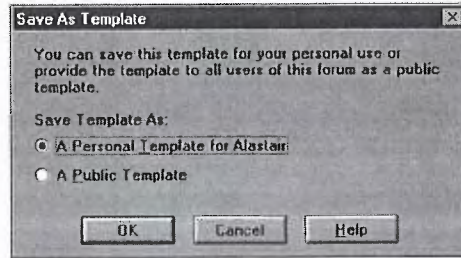 Save As Template
You can save this template for your personal use or
provide the template to all users of this forum as a public
template.
Save Template As:
A Personal Template for Alastair
A Public Template
OK
Cancel
Help